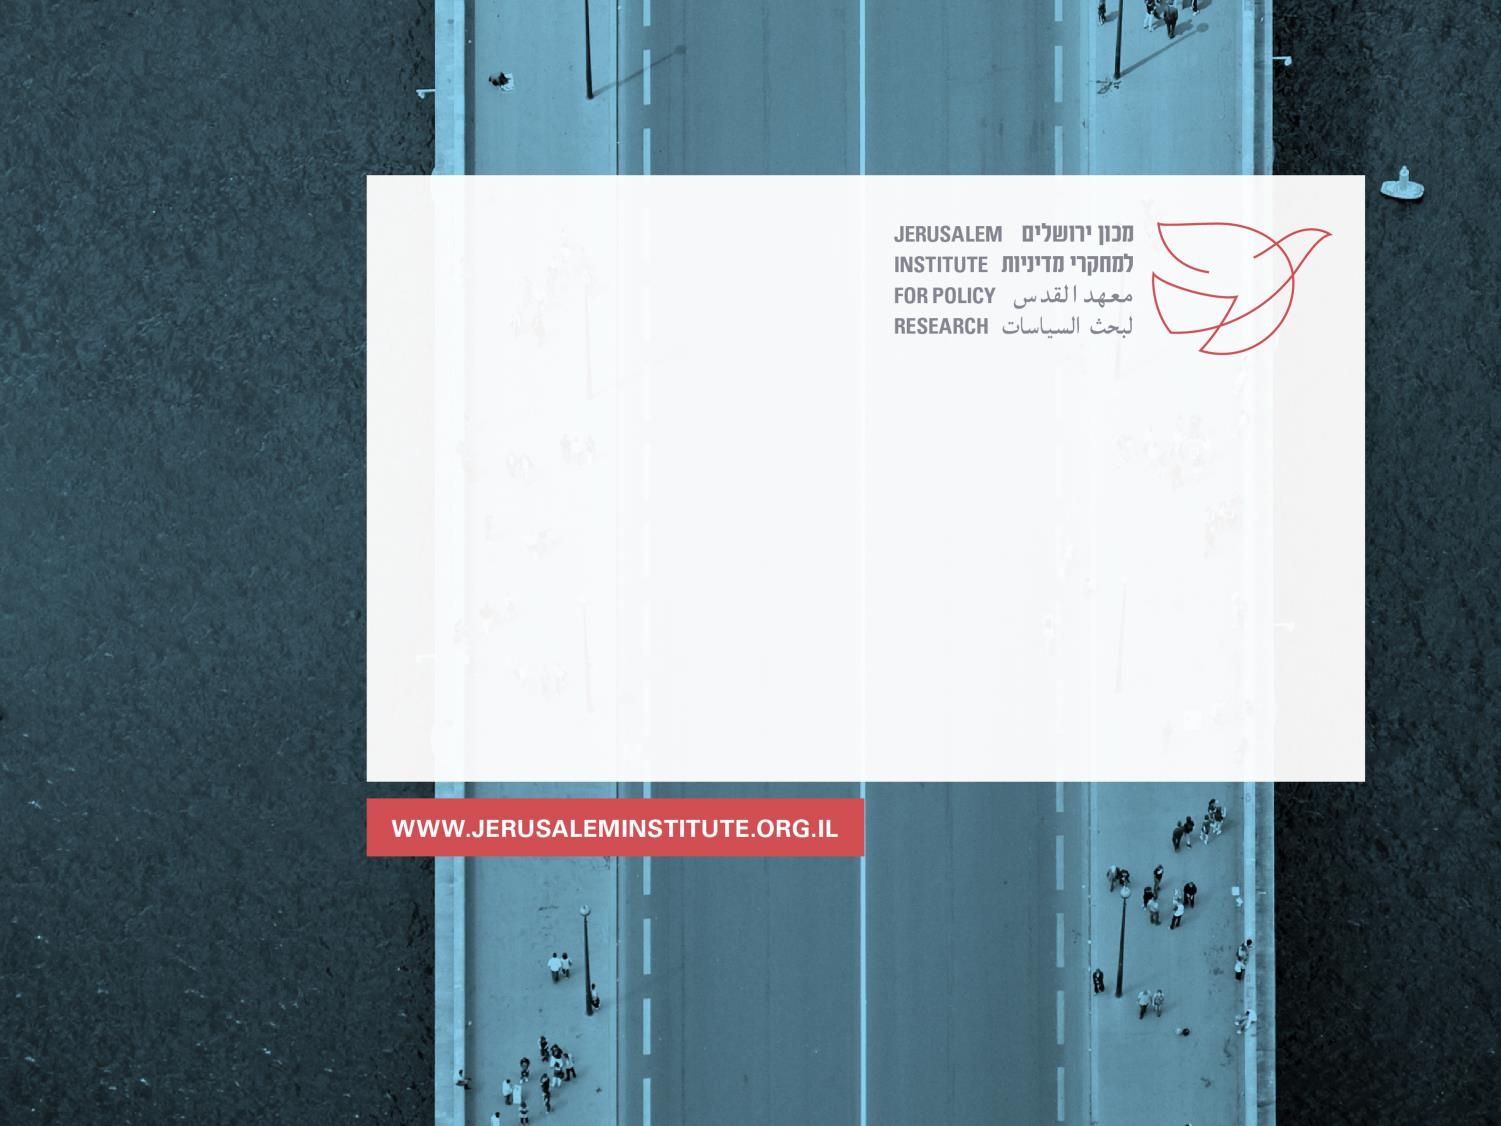 JERUSALEM מכון ירושלים
INSTITUTE למחקרי מדיניות
FOR POLICY معهد القدس
RESEARCH لبحث السياسات
WWW.JERUSALEMINSTITUTE.ORG.IL